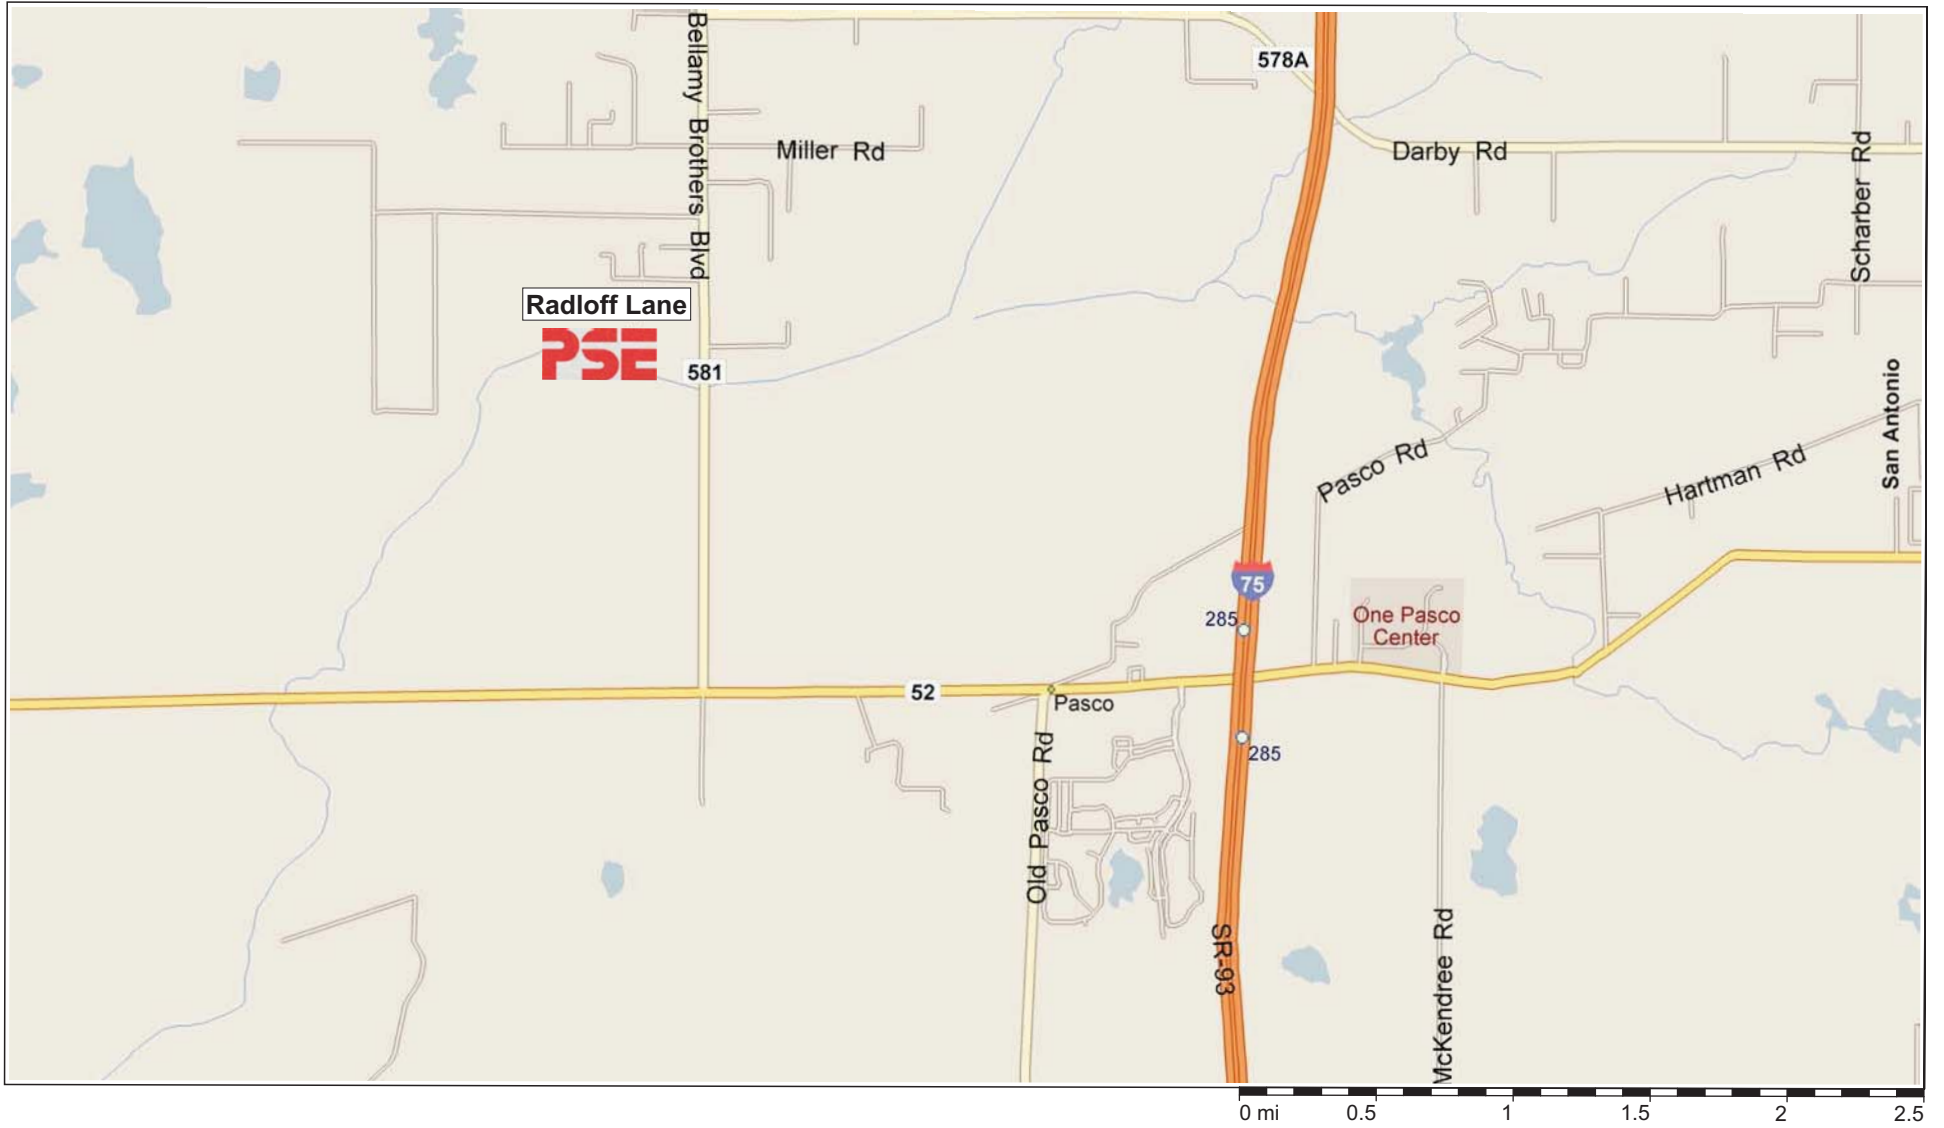 578A
Bellamy Brothers Blvd
Miller Rd
Darby Rd
Scharber Rd
Radloff Lane
PSE
581
San Antonio
Pasco Rd
Hartman Rd
75
285
One Pasco
Center
52
Pasco
285
Old Pasco Rd
SR-93
McKendree Rd
0 mi 0.5 1 1.5 2 2.5